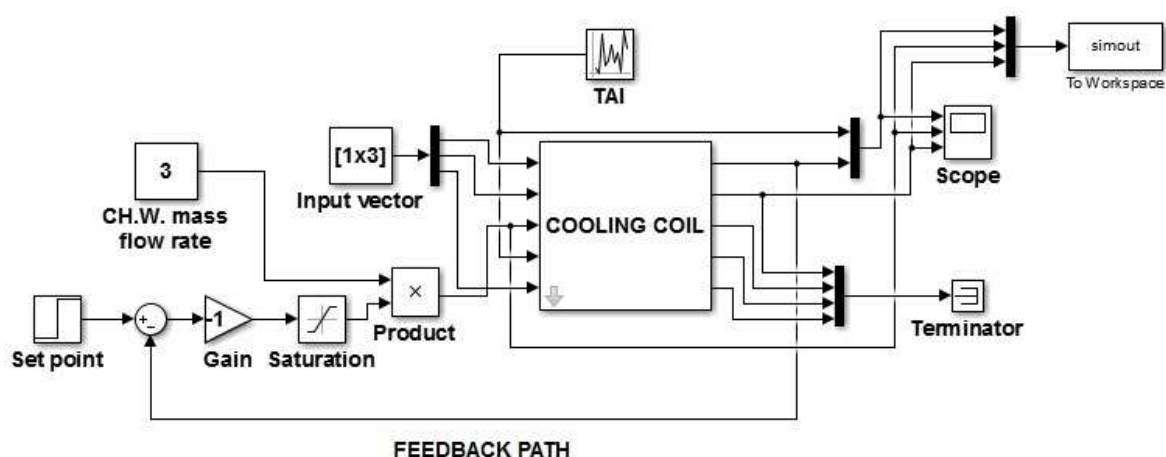 simout
To Workspace
TAI
[1x3]
Input vector
3
CH.W. mass
flow rate
COOLING COIL
Scope
×
Product
+
-
-1
Set point
Gain
Saturation
Terminator
FEEDBACK PATH